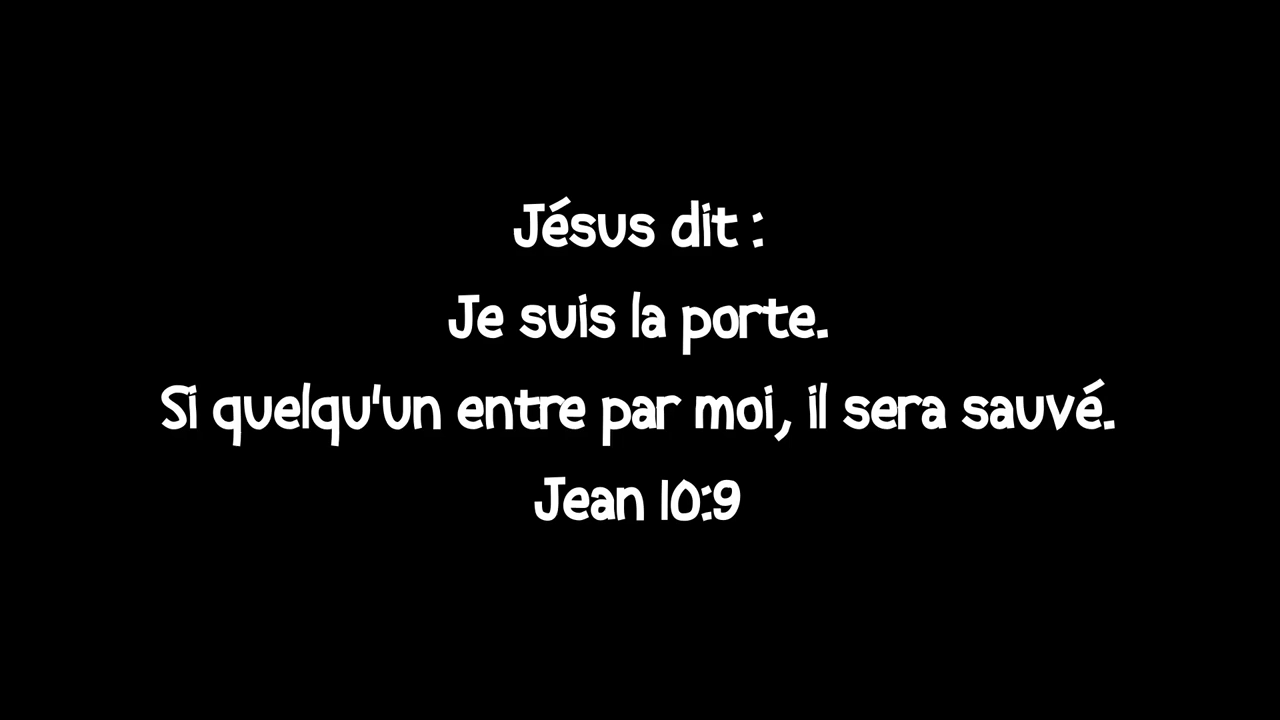 Jésus dit :
Je suis la porte.
Si quelqu'un entre par moi, il sera sauvé.
Jean 10:9